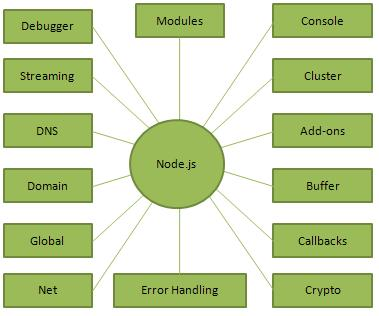 Debugger
Modules
Console
Streaming
Cluster
DNS
Add-ons
Node.js
Domain
Buffer
Global
Callbacks
Net
Error Handling
Crypto